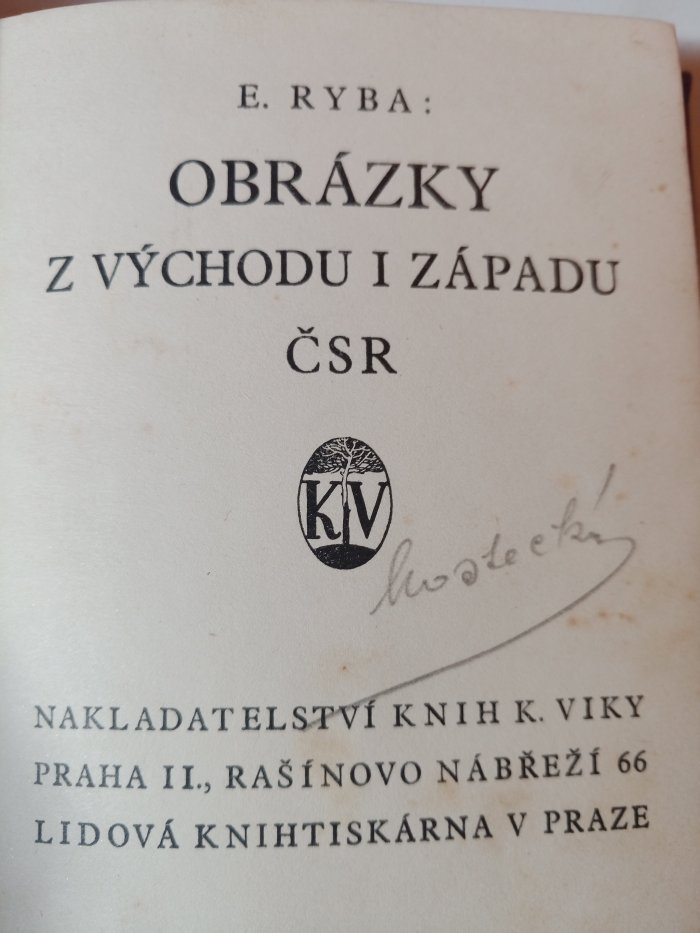 E. RYBA:
OBRÁZKY
Z VÝCHODU I ZÁPADU
ČSR
KV
NAKLADATELSTVÍ KNIH K. VIKY
PRAHA II., RAŠÍNOVO NÁBŘEŽÍ 66
LIDOVÁ KNIHTISKÁRNA V PRAZE